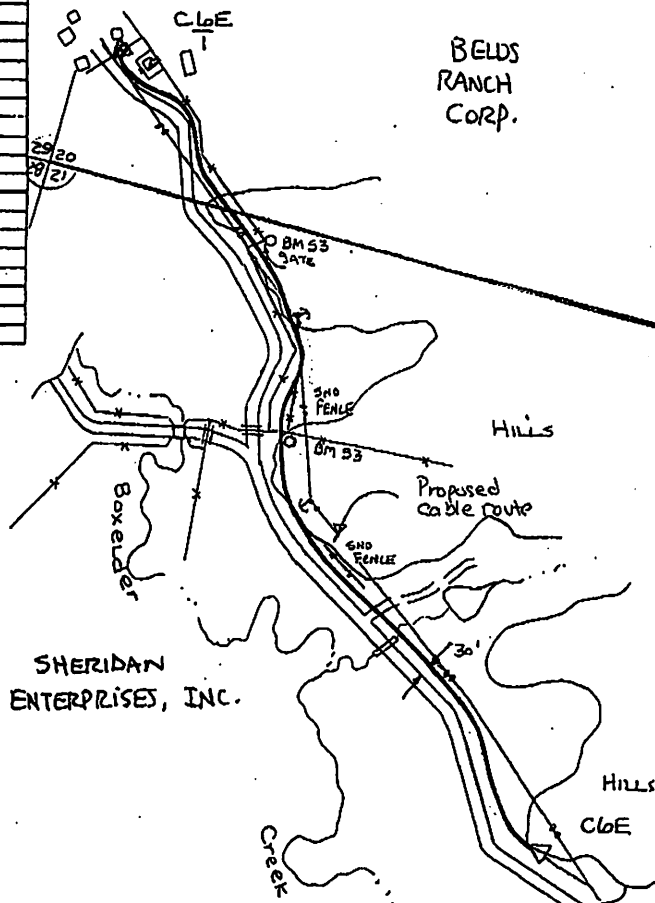 C6E
1
BELDS
RANCH
CORP.
29 20
28 21
BM 53
GATE
SNO
FENCE
BM 53
HILLS
Proposed
cable route
SNO
FENCE
Boxelder
30'
SHERIDAN
ENTERPRISES, INC.
HILLS
C6E
Creek